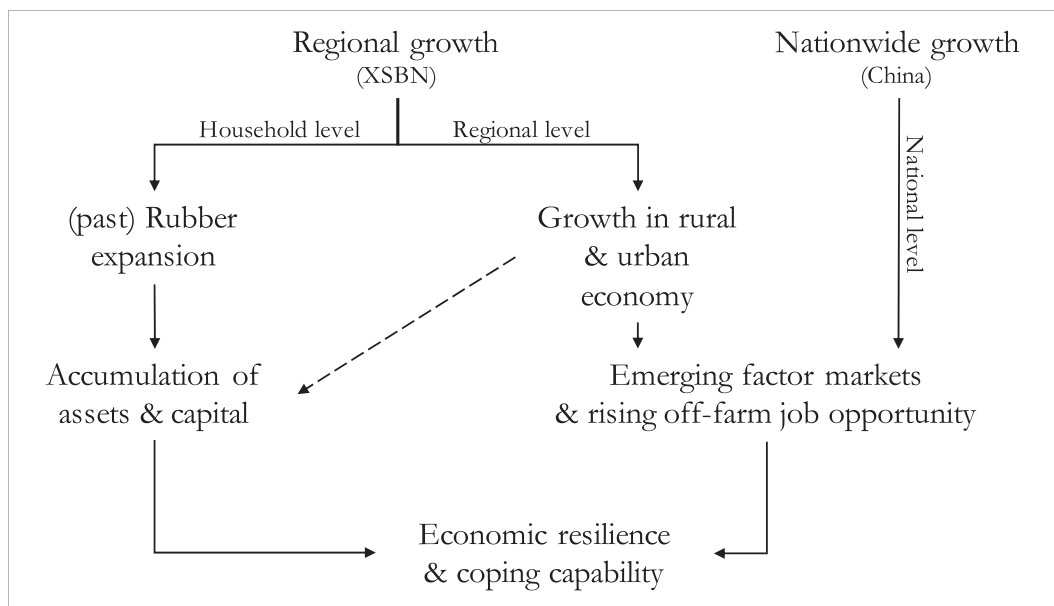 Regional growth
(XSBN)
Nationwide growth
(China)
Household level
Regional level
National level
(past) Rubber
expansion
Growth in rural
& urban
economy
Accumulation of
assets & capital
Emerging factor markets
& rising off-farm job opportunity
Economic resilience
& coping capability